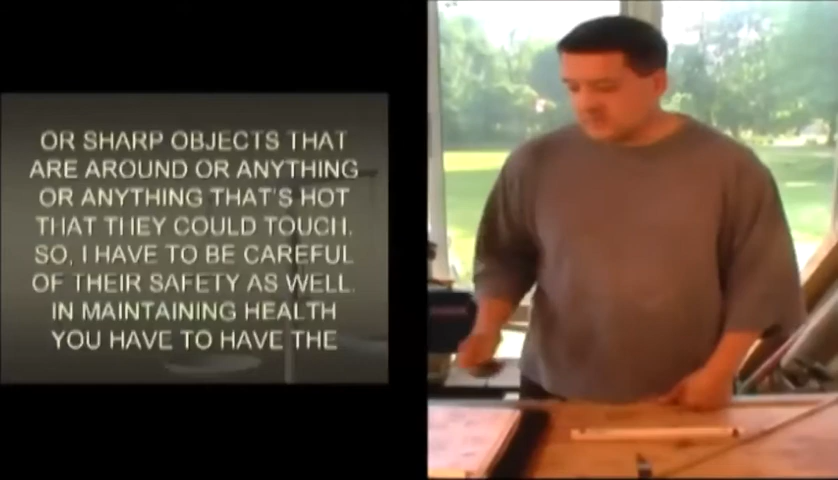 OR SHARP OBJECTS THAT
ARE AROUND OR ANYTHING
OR ANYTHING THAT'S HOT
THAT THEY COULD TOUCH.
SO, I HAVE TO BE CAREFUL
OF THEIR SAFETY AS WELL.
IN MAINTAINING HEALTH
YOU HAVE TO HAVE THE